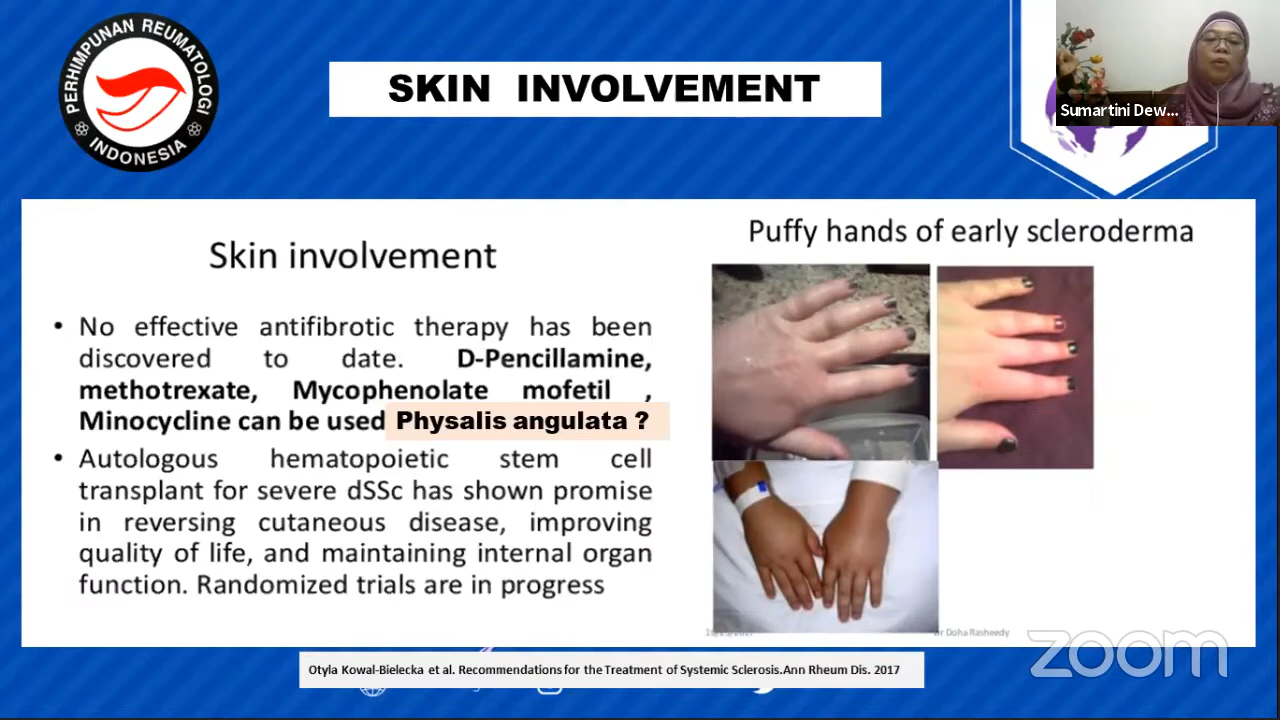 PERHIMPUNAN REUMATOLOGI
INDONESIA
SKIN INVOLVEMENT
Sumartini Dew...
Skin involvement
• No effective antifibrotic therapy has been
discovered to date. D-Pencillamine,
methotrexate, Mycophenolate mofetil ,
Minocycline can be used Physalis angulata ?
• Autologous hematopoietic stem cell
transplant for severe dSSc has shown promise
in reversing cutaneous disease, improving
quality of life, and maintaining internal organ
function. Randomized trials are in progress
Puffy hands of early scleroderma
Dr Doha Rasheedy
zoom
Otyla Kowal-Bielecka et al. Recommendations for the Treatment of Systemic Sclerosis.Ann Rheum Dis. 2017